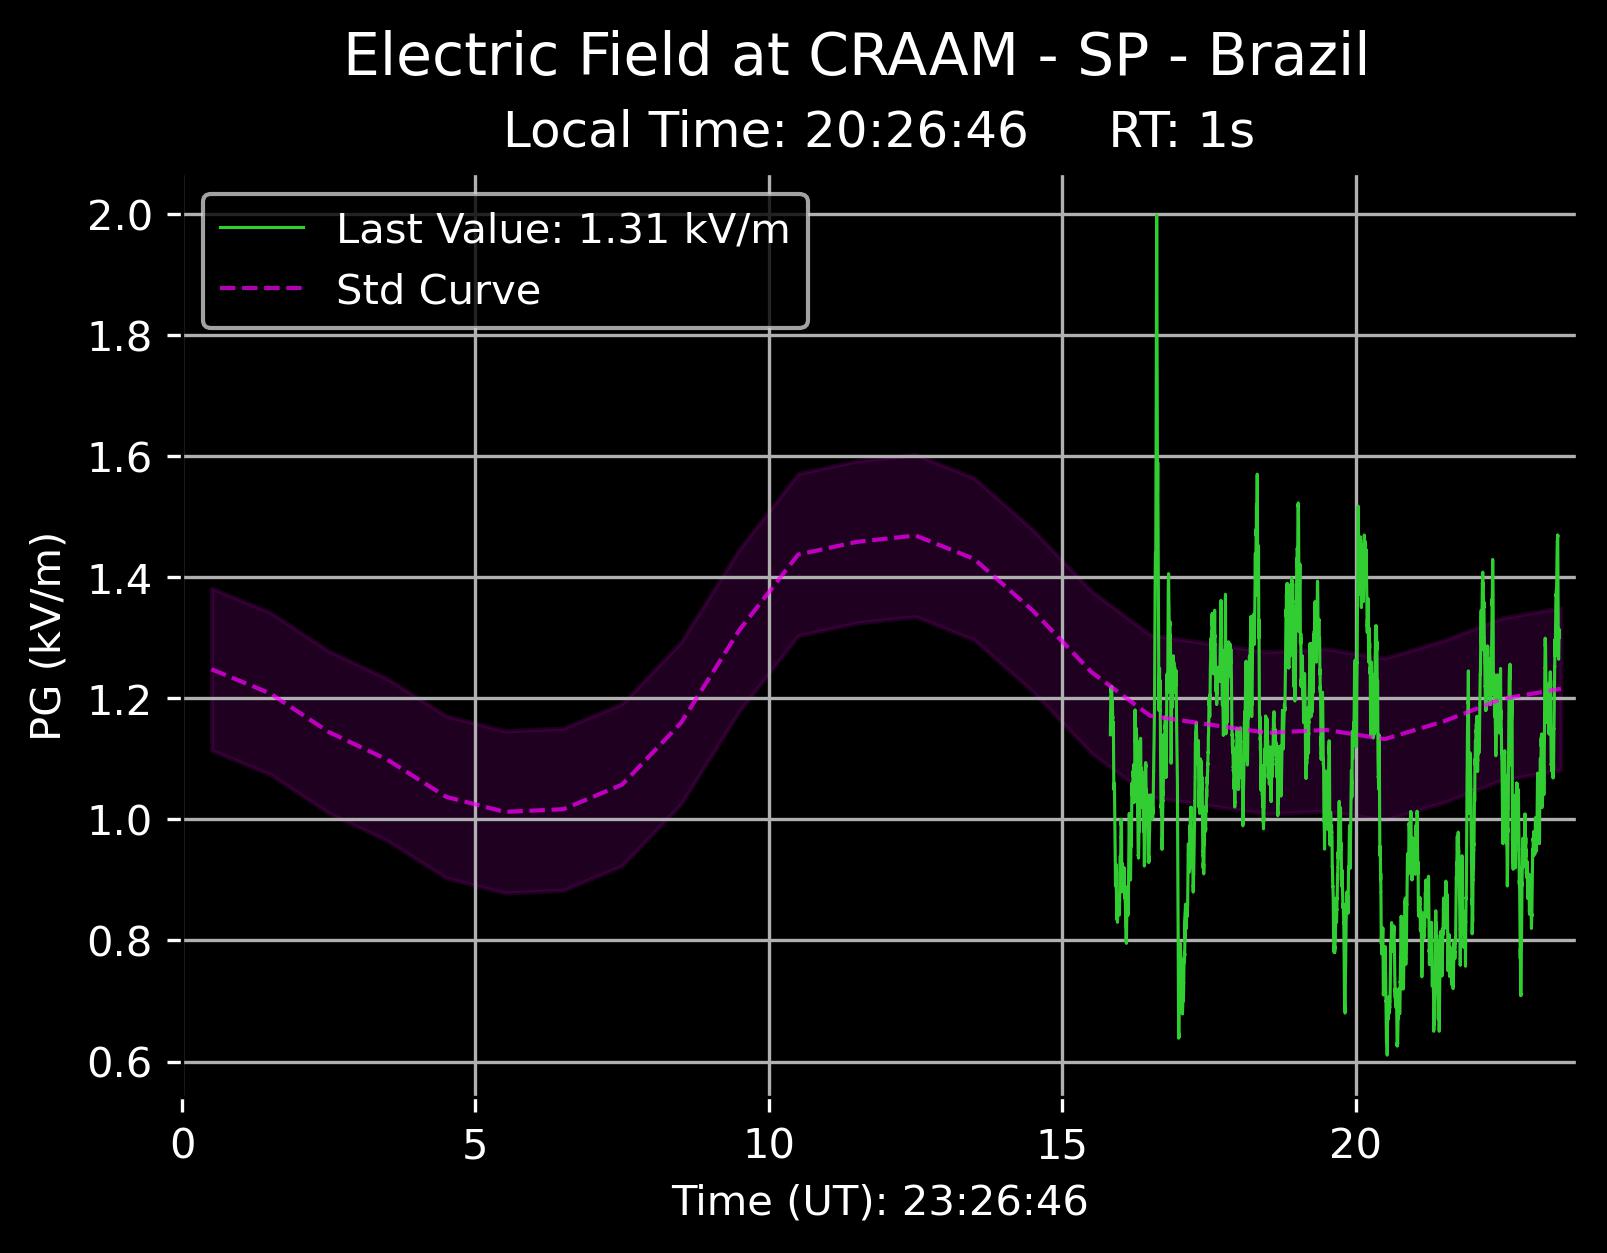 Electric Field at CRAAM - SP - Brazil
Local Time: 20:26:46 RT: 1s
Last Value: 1.31 kV/m
Std Curve
2.0
1.8
1.6
1.4
1.2
1.0
0.8
0.6
PG (kV/m)
0 5 10 15 20
Time (UT): 23:26:46